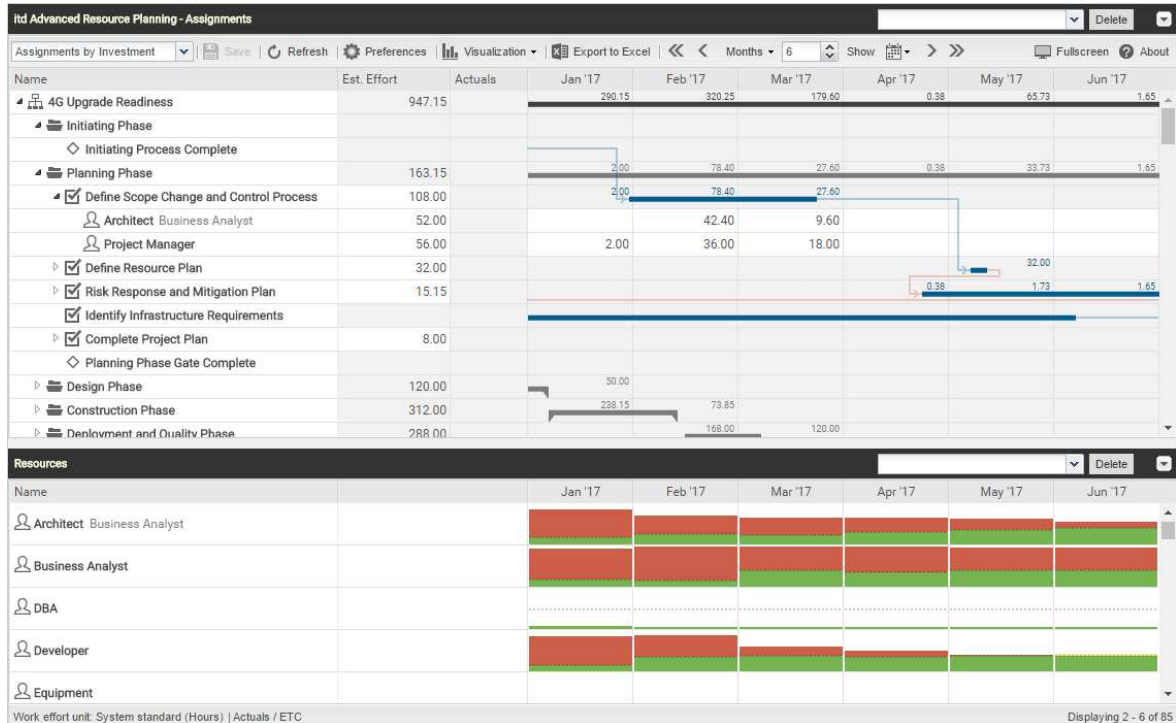 itd Advanced Resource Planning - Assignments Delete
Assignments by Investment Save Refresh Preferences Visualization Export to Excel Months 6 Show Fullscreen About
Name Est. Effort Actuals Jan '17 Feb '17 Mar '17 Apr '17 May '17 Jun '17
4G Upgrade Readiness 947.15 290.15 320.25 179.60 0.38 65.73 1.65
Initiating Phase
Initiating Process Complete
Planning Phase 163.15 2.00 78.40 27.60 0.38 33.73 1.65
Define Scope Change and Control Process 108.00 2.00 78.40 27.60
Architect Business Analyst 52.00 42.40 9.60
Project Manager 56.00 2.00 36.00 18.00
Define Resource Plan 32.00 32.00
Risk Response and Mitigation Plan 15.15 0.38 1.73 1.65
Identify Infrastructure Requirements
Complete Project Plan 8.00
Planning Phase Gate Complete
Design Phase 120.00 50.00
Construction Phase 312.00 238.15 73.85
Deployment and Quality Phase 288.00 168.00 120.00
Resources Delete
Name Jan '17 Feb '17 Mar '17 Apr '17 May '17 Jun '17
Architect Business Analyst
Business Analyst
DBA
Developer
Equipment
Work effort unit: System standard (Hours) | Actuals / ETC Displaying 2 - 6 of 85